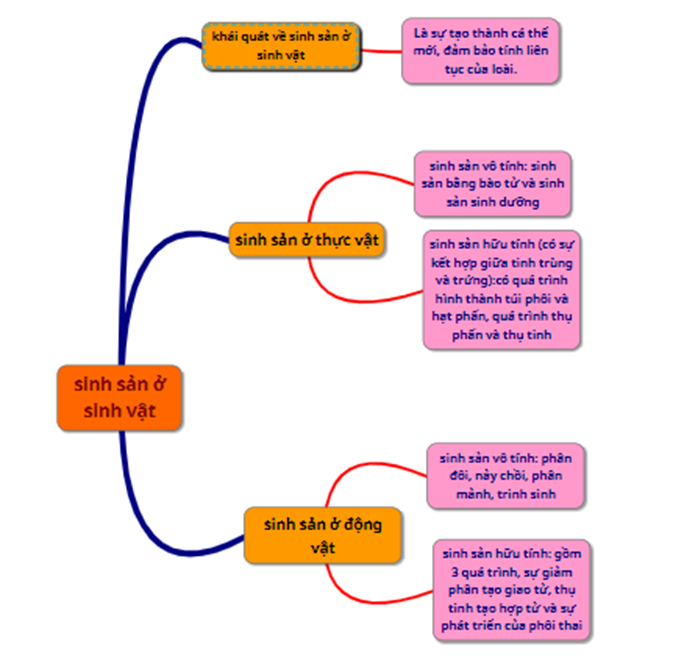 khái quát về sinh sản ở
sinh vật
Là sự tạo thành cá thể
mới, đảm bảo tính liên
tục của loài.
sinh sản ở thực vật
sinh sản vô tính: sinh
sản bằng bào tử và sinh
sản sinh dưỡng
sinh sản hữu tính (có sự
kết hợp giữa tinh trùng
và trứng):có quá trình
hình thành túi phôi và
hạt phấn, quá trình thụ
phấn và thụ tinh
sinh sản ở
sinh vật
sinh sản ở động
vật
sinh sản vô tính: phân
đôi, nảy chồi, phân
mảnh, trinh sinh
sinh sản hữu tính: gồm
3 quá trình, sự giảm
phân tạo giao tử, thụ
tinh tạo hợp tử và sự
phát triển của phôi thai